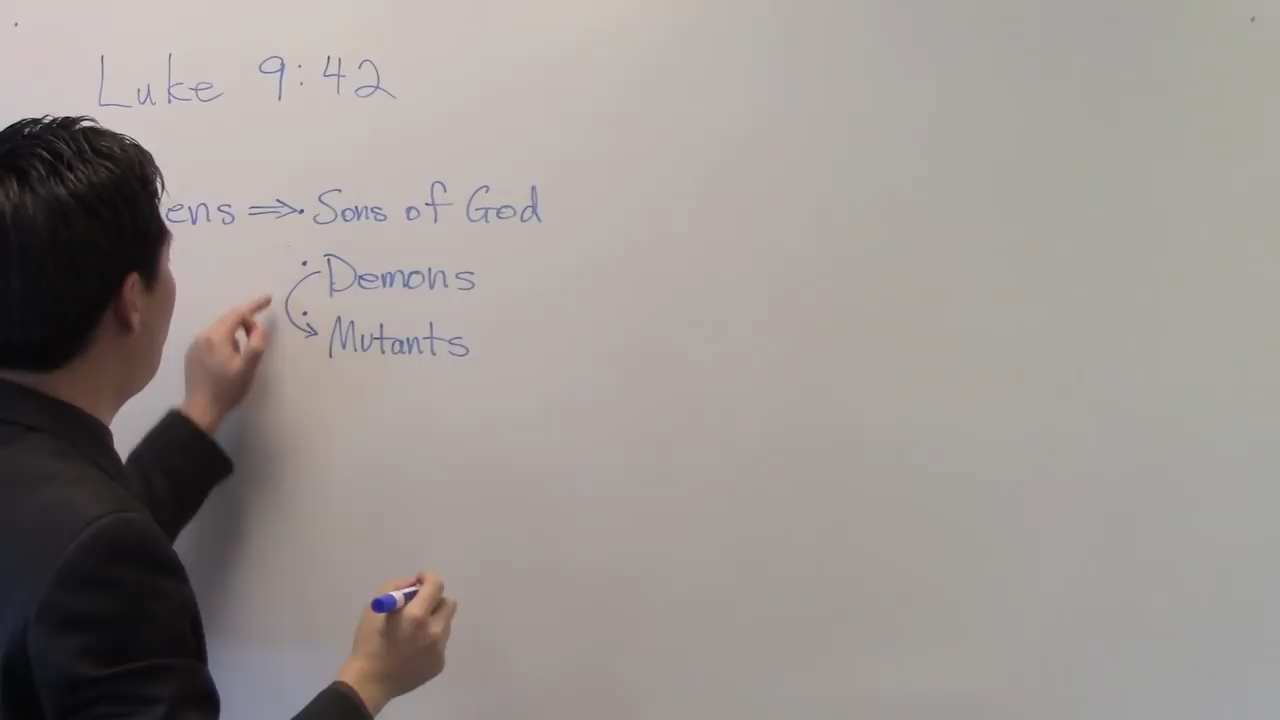 Luke 9:42
ens ⇒ · Sons of God
· Demons
· Mutants